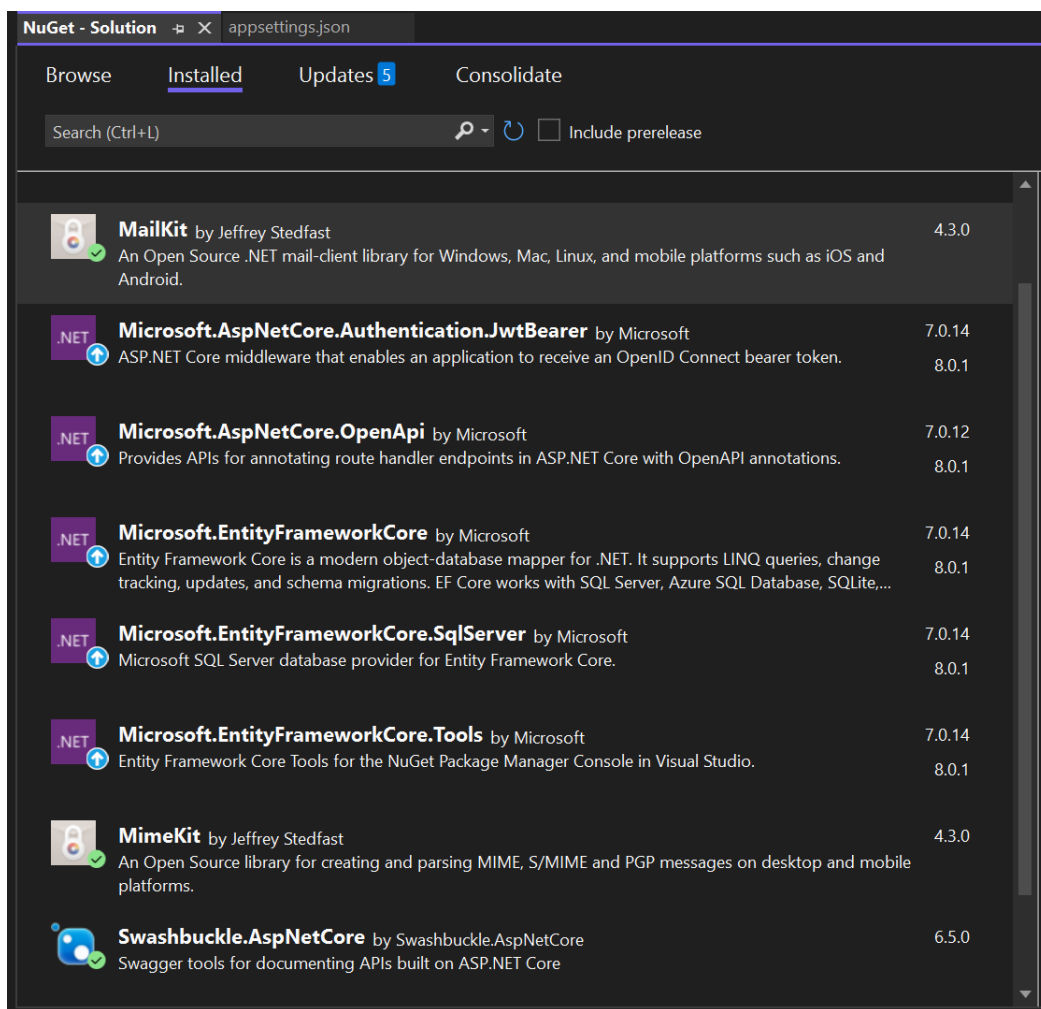 NuGet - Solution appsettings.json
Browse Installed Updates 5 Consolidate
Search (Ctrl+L) Include prerelease
MailKit by Jeffrey Stedfast 4.3.0
An Open Source .NET mail-client library for Windows, Mac, Linux, and mobile platforms such as iOS and
Android.
.NET Microsoft.AspNetCore.Authentication.JwtBearer by Microsoft 7.0.14
ASP.NET Core middleware that enables an application to receive an OpenID Connect bearer token. 8.0.1
.NET Microsoft.AspNetCore.OpenApi by Microsoft 7.0.12
Provides APIs for annotating route handler endpoints in ASP.NET Core with OpenAPI annotations. 8.0.1
.NET Microsoft.EntityFrameworkCore by Microsoft 7.0.14
Entity Framework Core is a modern object-database mapper for .NET. It supports LINQ queries, change 8.0.1
tracking, updates, and schema migrations. EF Core works with SQL Server, Azure SQL Database, SQLite,...
.NET Microsoft.EntityFrameworkCore.SqlServer by Microsoft 7.0.14
Microsoft SQL Server database provider for Entity Framework Core. 8.0.1
.NET Microsoft.EntityFrameworkCore.Tools by Microsoft 7.0.14
Entity Framework Core Tools for the NuGet Package Manager Console in Visual Studio. 8.0.1
MimeKit by Jeffrey Stedfast 4.3.0
An Open Source library for creating and parsing MIME, S/MIME and PGP messages on desktop and mobile
platforms.
Swashbuckle.AspNetCore by Swashbuckle.AspNetCore 6.5.0
Swagger tools for documenting APIs built on ASP.NET Core